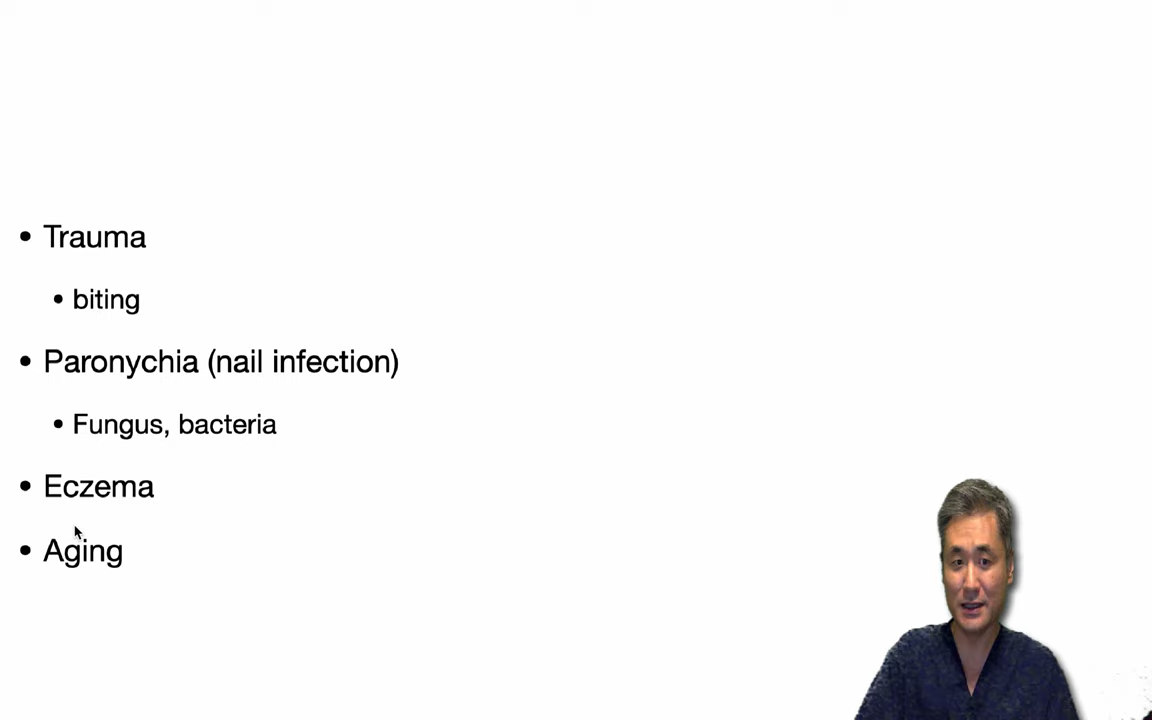 • Trauma
• biting
• Paronychia (nail infection)
• Fungus, bacteria
• Eczema
• Aging